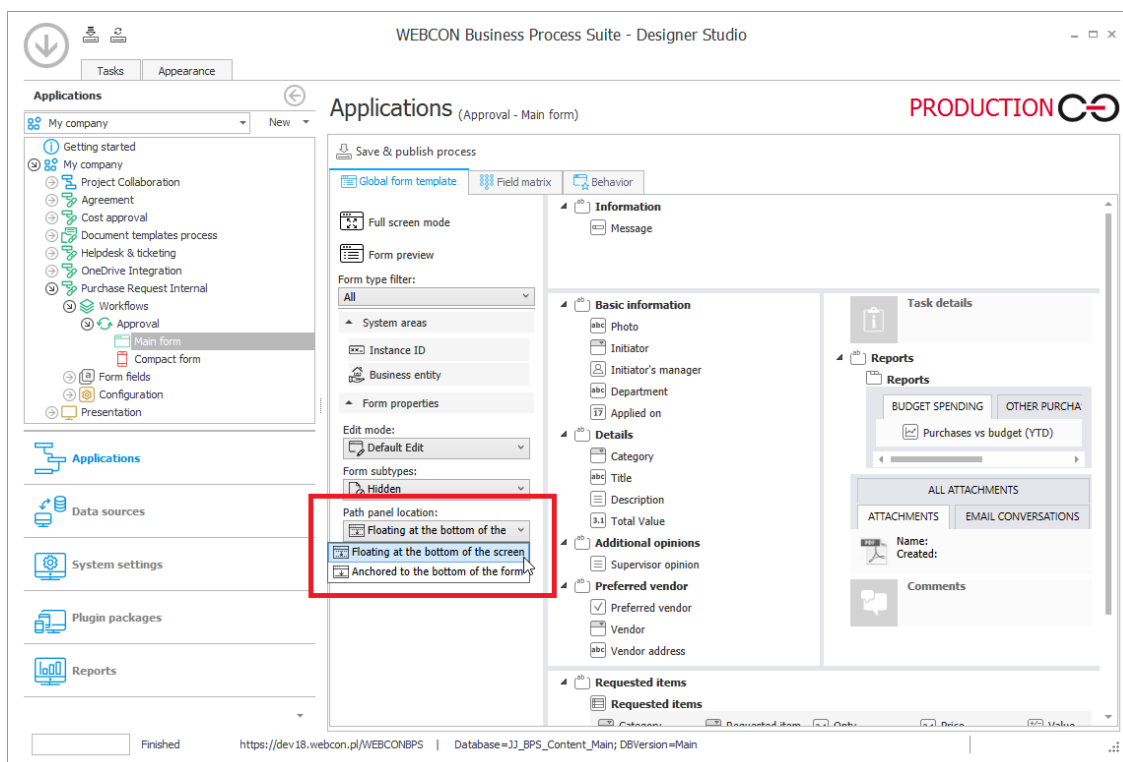 WEBCON Business Process Suite - Designer Studio
Tasks
Appearance
Applications
My company
New
Getting started
My company
Project Collaboration
Agreement
Cost approval
Document templates process
Helpdesk & ticketing
OneDrive Integration
Purchase Request Internal
Workflows
Approval
Main form
Compact form
Form fields
Configuration
Presentation
Applications
Data sources
System settings
Plugin packages
Reports
Applications (Approval - Main form)
PRODUCTION
Save & publish process
Global form template
Field matrix
Behavior
Full screen mode
Form preview
Form type filter:
All
System areas
Instance ID
Business entity
Form properties
Edit mode:
Default Edit
Form subtypes:
Hidden
Path panel location:
Floating at the bottom of the
Floating at the bottom of the screen
Anchored to the bottom of the form
Information
Message
Basic information
Photo
Initiator
Initiator's manager
Department
Applied on
Details
Category
Title
Description
Total Value
Additional opinions
Supervisor opinion
Preferred vendor
Preferred vendor
Vendor
Vendor address
Task details
Reports
Reports
BUDGET SPENDING
OTHER PURCHA
Purchases vs budget (YTD)
ALL ATTACHMENTS
ATTACHMENTS
EMAIL CONVERSATIONS
Name:
Created:
Comments
Requested items
Requested items
Category Requested item Qnty Price Value
Finished
https://dev18.webcon.pl/WEBCONBPS | Database=JJ_BPS_Content_Main; DBVersion=Main